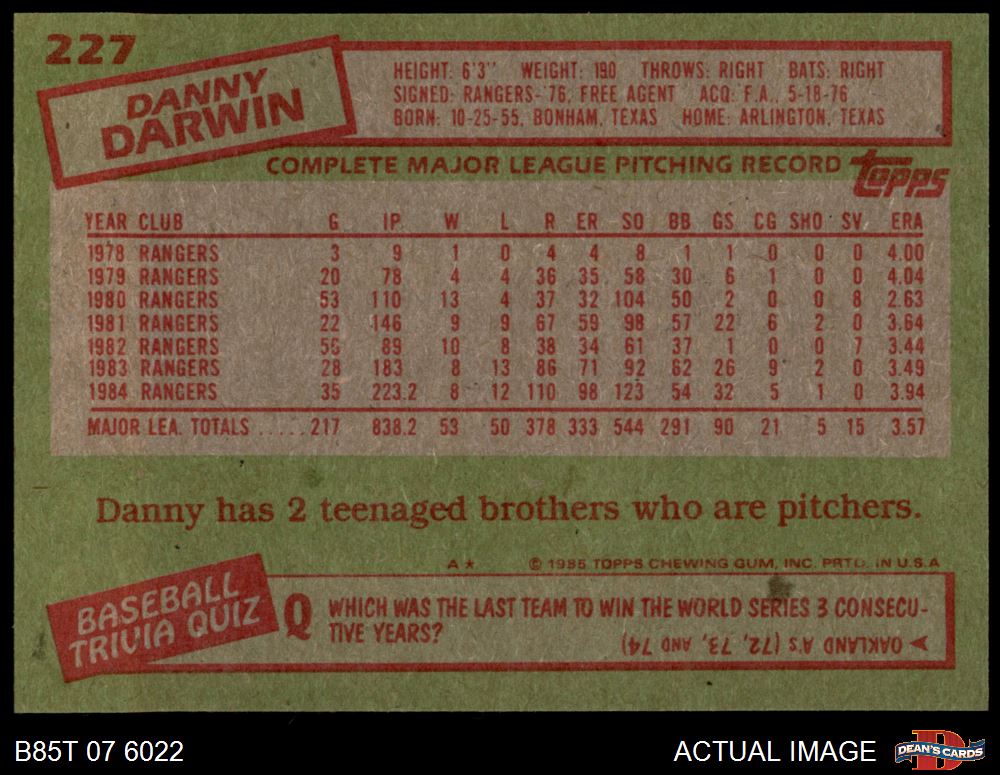 227
DANNY
DARWIN
HEIGHT: 6'3" WEIGHT: 190 THROWS: RIGHT BATS: RIGHT
SIGNED: RANGERS-'76, FREE AGENT ACQ: F.A., 5-18-76
BORN: 10-25-55, BONHAM, TEXAS HOME: ARLINGTON, TEXAS
COMPLETE MAJOR LEAGUE PITCHING RECORD
Topps
YEAR CLUB G IP W L R ER SO BB GS CG SHO SV ERA
1978 RANGERS 3 9 1 0 4 4 8 1 1 0 0 0 4.00
1979 RANGERS 20 78 4 4 36 35 58 30 6 1 0 0 4.04
1980 RANGERS 53 110 13 4 37 32 104 50 2 0 0 8 2.63
1981 RANGERS 22 146 9 9 67 59 98 57 22 6 2 0 3.64
1982 RANGERS 56 89 10 8 38 34 61 37 1 0 0 7 3.44
1983 RANGERS 28 183 8 13 86 71 92 62 26 9 2 0 3.49
1984 RANGERS 35 223.2 8 12 110 98 123 54 32 5 1 0 3.94
MAJOR LEA. TOTALS .....217 838.2 53 50 378 333 544 291 90 21 5 15 3.57
Danny has 2 teenaged brothers who are pitchers.
A★ © 1985 TOPPS CHEWING GUM, INC. PRTD. IN U.S.A
BASEBALL
TRIVIA QUIZ
Q WHICH WAS THE LAST TEAM TO WIN THE WORLD SERIES 3 CONSECU-
TIVE YEARS?
➤ OAKLAND A's (72, '73, AND '74)
B85T 07 6022
ACTUAL IMAGE
D
DEAN'S CARDS